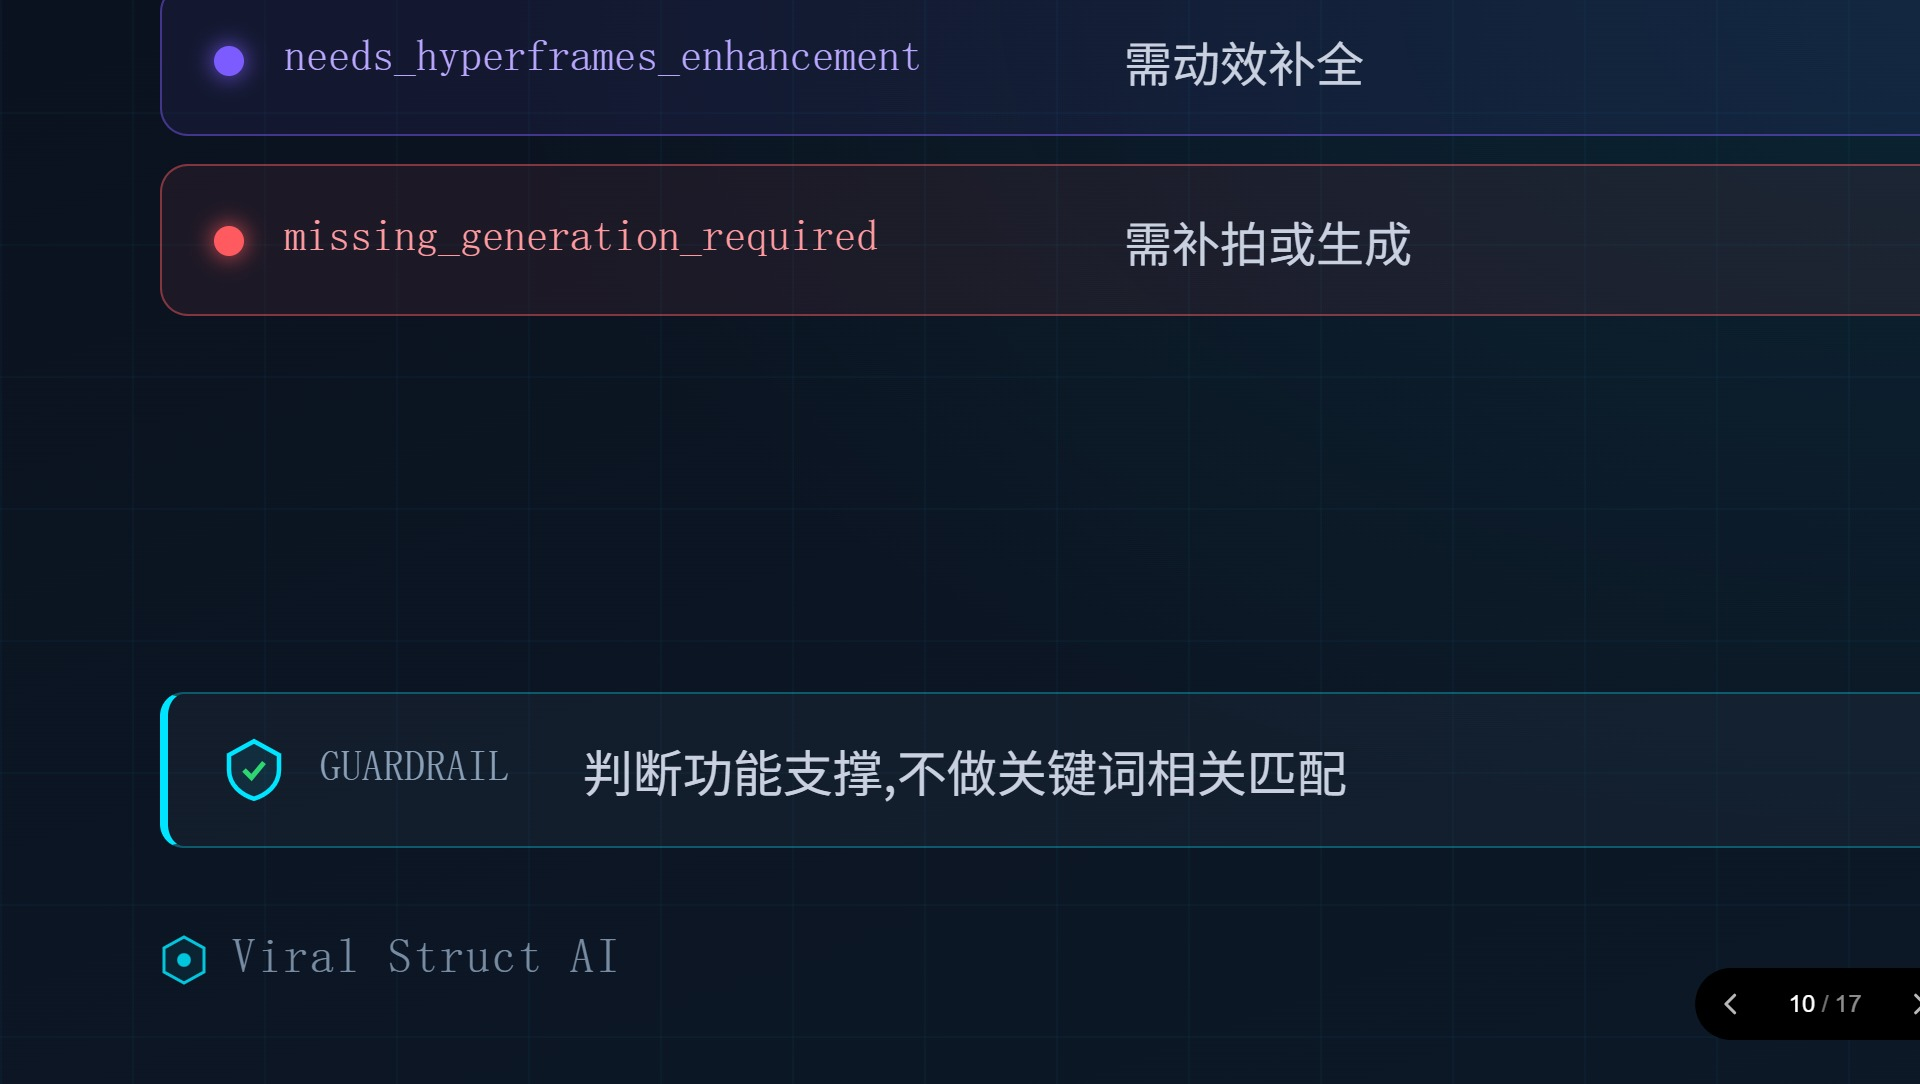 needs_hyperframes_enhancement 需动效补全
missing_generation_required 需补拍或生成
GUARDRAIL 判断功能支撑,不做关键词相关匹配
Viral Struct AI
10 / 17